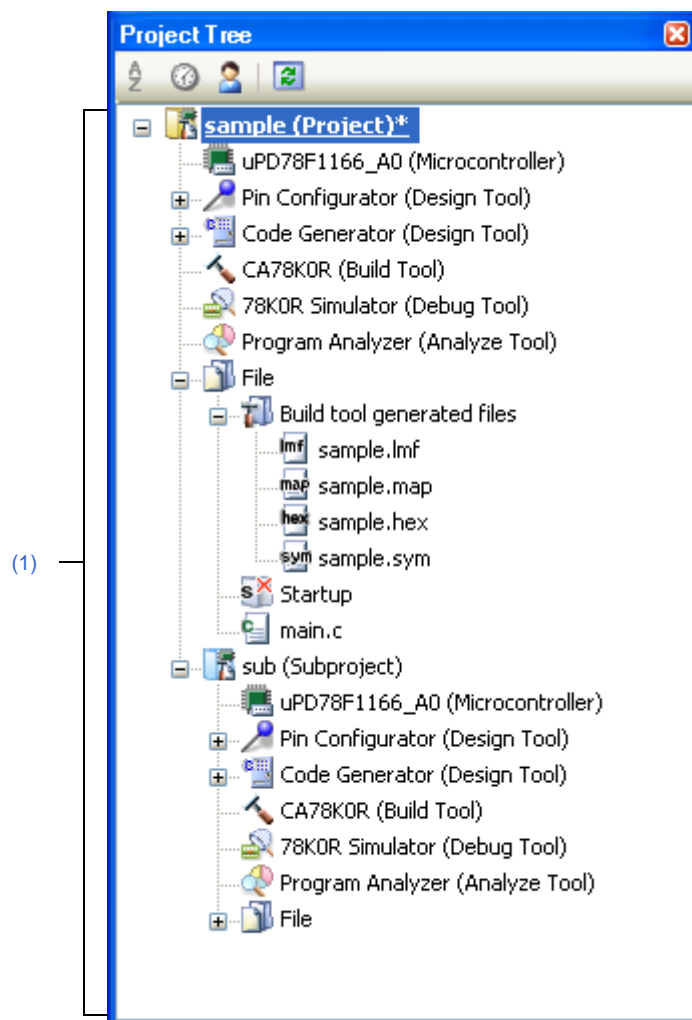 Project Tree
sample (Project)*
uPD78F1166_A0 (Microcontroller)
Pin Configurator (Design Tool)
Code Generator (Design Tool)
CA78K0R (Build Tool)
78K0R Simulator (Debug Tool)
Program Analyzer (Analyze Tool)
File
Build tool generated files
lmf sample.lmf
map sample.map
hex sample.hex
sym sample.sym
(1)
S Startup
C main.c
sub (Subproject)
uPD78F1166_A0 (Microcontroller)
Pin Configurator (Design Tool)
Code Generator (Design Tool)
CA78K0R (Build Tool)
78K0R Simulator (Debug Tool)
Program Analyzer (Analyze Tool)
File